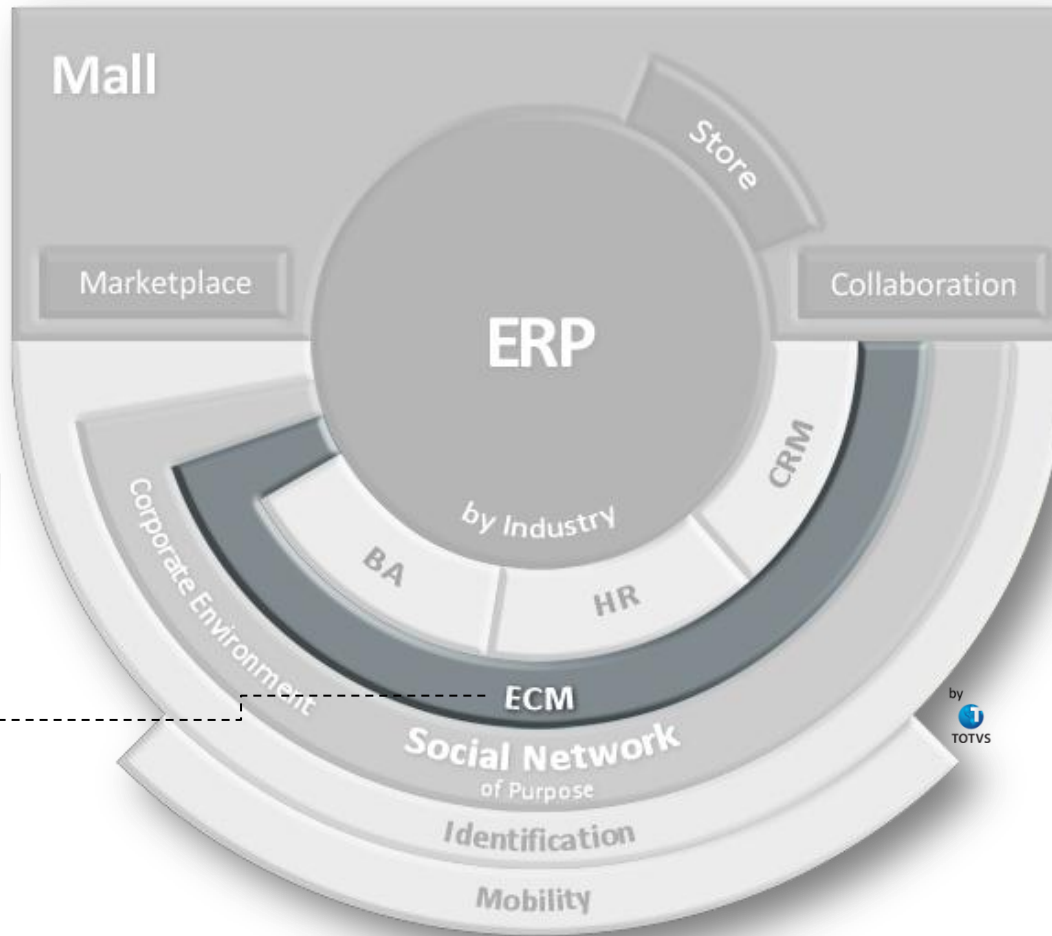 Mall
Store
Marketplace
Collaboration
ERP
by Industry
CRM
BA
HR
Corporate Environment
ECM
Social Network
of Purpose
Identification
Mobility
by
TOTVS